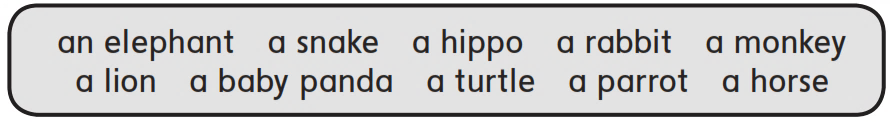 an elephant a snake a hippo a rabbit a monkey
a lion a baby panda a turtle a parrot a horse